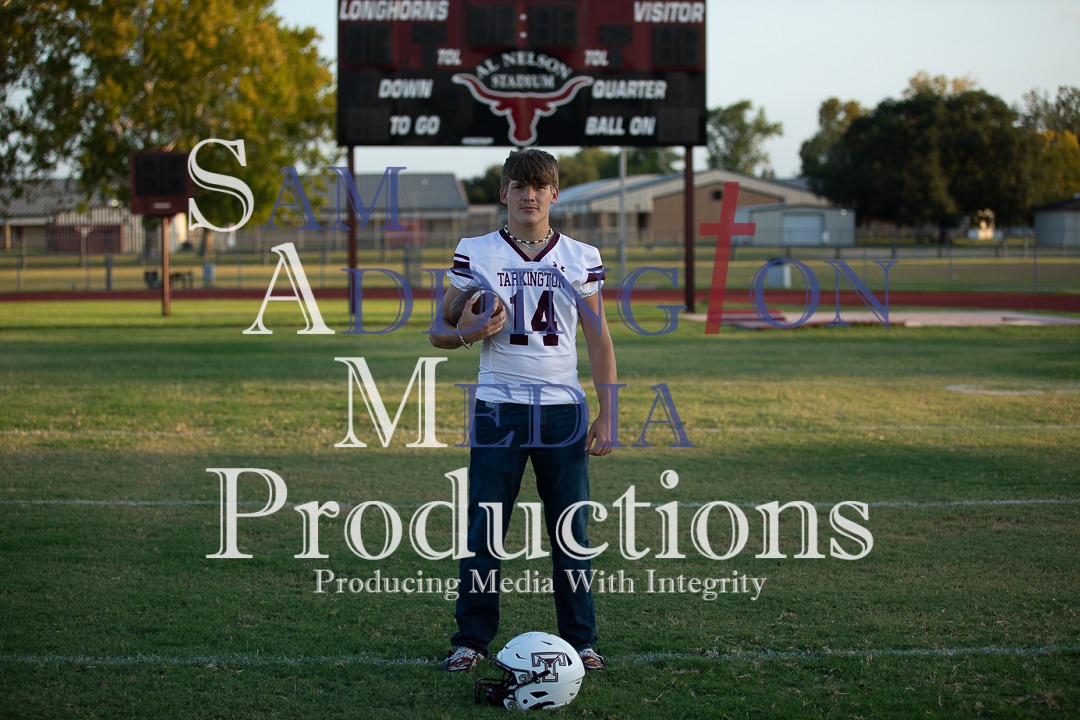 LONGHORNS VISITOR
TOL TOL
AL NELSON
STADIUM
DOWN QUARTER
TO GO BALL ON
SAM
ADDINGTON
TARKINGTON
14
MEDIA
Productions
Producing Media With Integrity
T